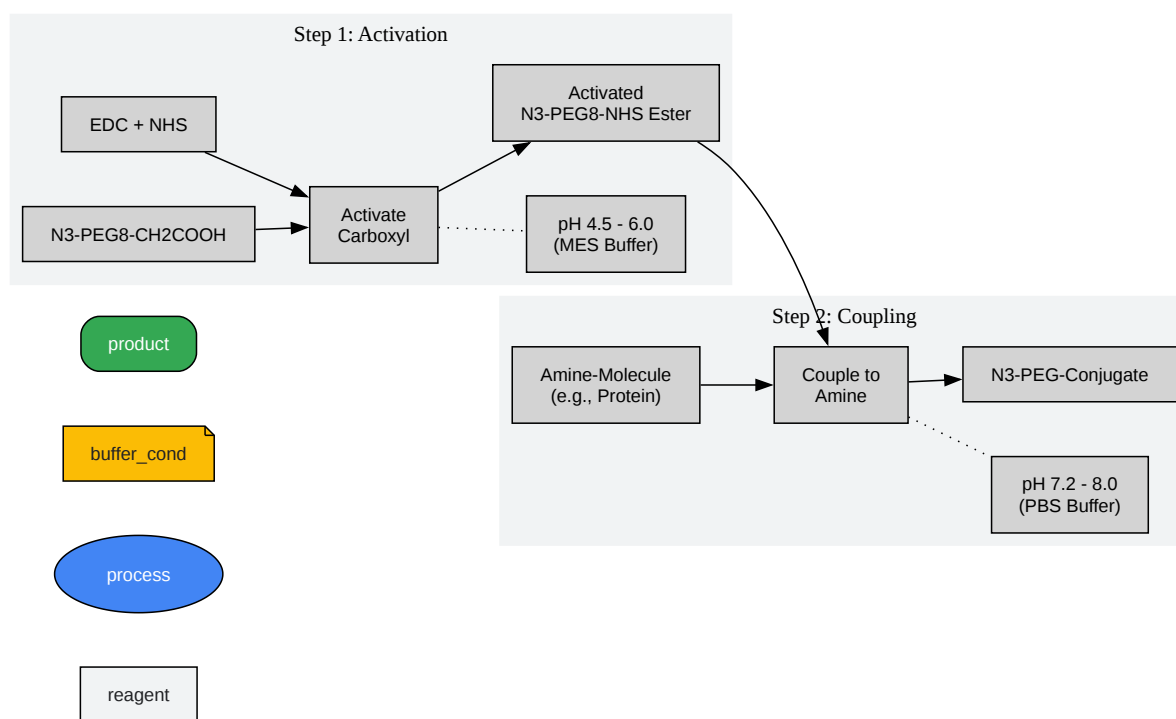 Step 1: Activation
EDC + NHS
N3-PEG8-CH2COOH
Activate
Carboxyl
Activated
N3-PEG8-NHS Ester
pH 4.5 - 6.0
(MES Buffer)
Step 2: Coupling
Amine-Molecule
(e.g., Protein)
Couple to
Amine
N3-PEG-Conjugate
pH 7.2 - 8.0
(PBS Buffer)
product
buffer_cond
process
reagent